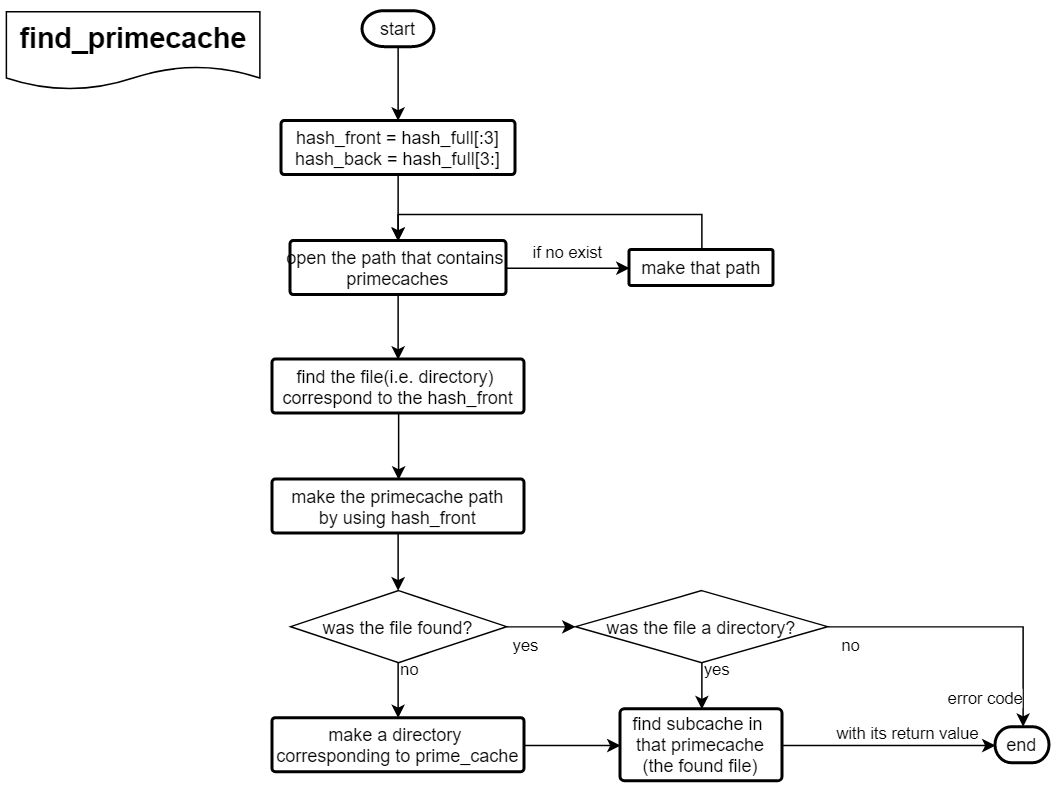 find_primecache
start
hash_front = hash_full[:3]
hash_back = hash_full[3:]
open the path that contains
primecaches
if no exist
make that path
find the file(i.e. directory)
correspond to the hash_front
make the primecache path
by using hash_front
was the file found?
yes
was the file a directory?
no
no
yes
error code
make a directory
corresponding to prime_cache
find subcache in
that primecache
(the found file)
with its return value
end